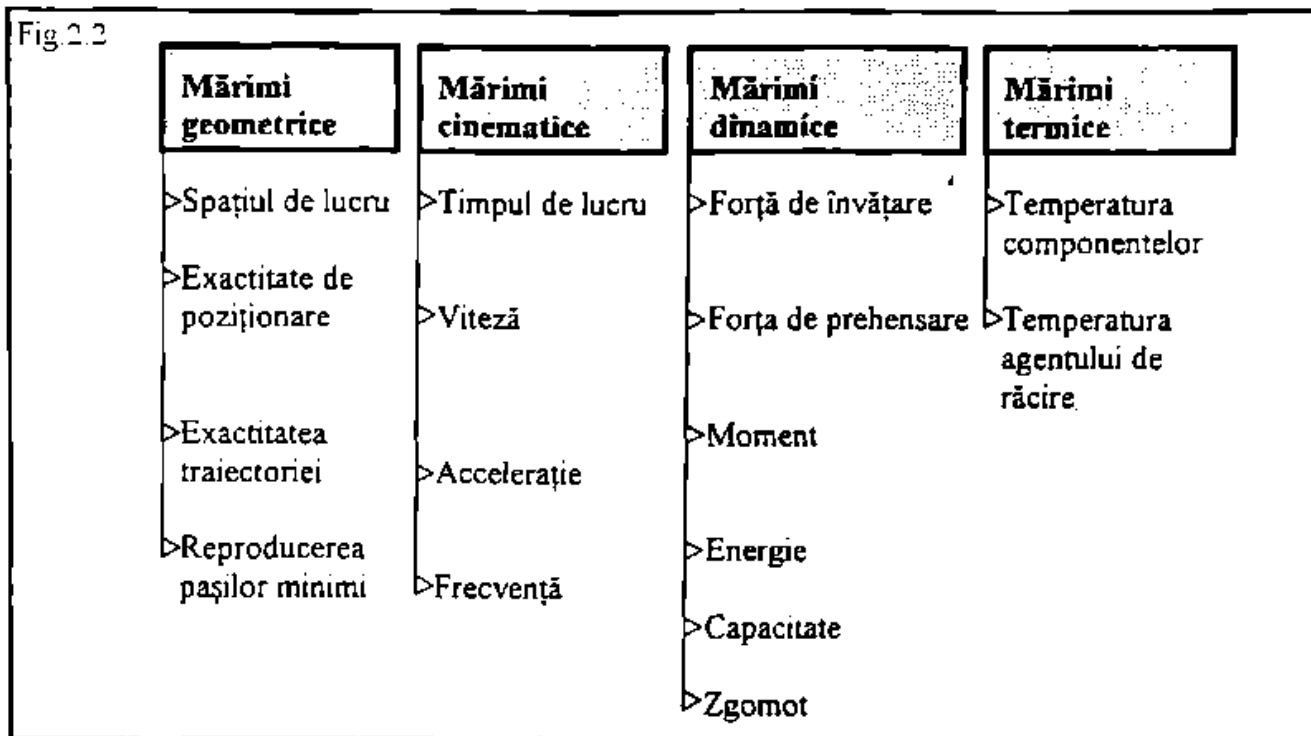 Fig.2.2
Mărimi
geometrice
Spațiul de lucru
Exactitate de
poziționare
Exactitatea
traiectoriei
Reproducerea
pașilor minimi
Mărimi
cinematice
Timpul de lucru
Viteză
Accelerație
Frecvență
Mărimi
dinamice
Forță de învățare
Forța de prehensare
Moment
Energie
Capacitate
Zgomot
Mărimi
termice
Temperatura
componentelor
Temperatura
agentului de
răcire